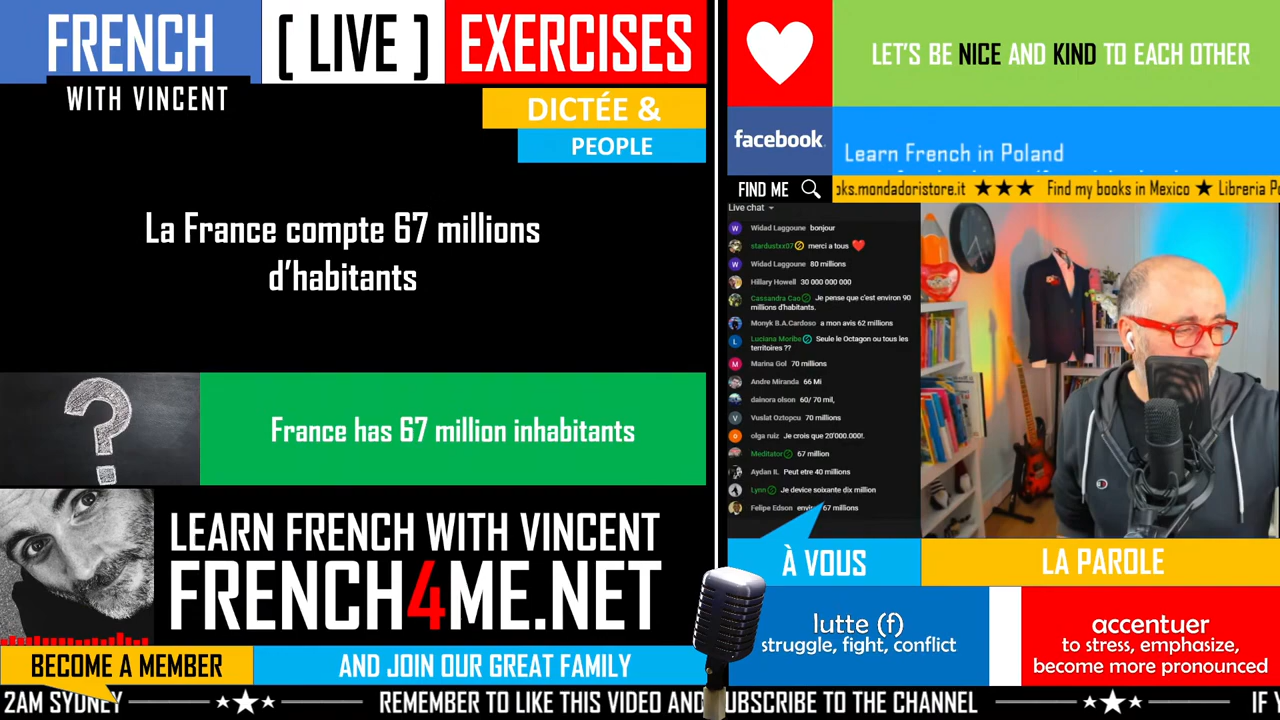 FRENCH
WITH VINCENT
[ LIVE ]
EXERCISES
DICTÉE &
PEOPLE
La France compte 67 millions
d'habitants
France has 67 million inhabitants
LEARN FRENCH WITH VINCENT
FRENCH4ME.NET
BECOME A MEMBER
AND JOIN OUR GREAT FAMILY
LET'S BE NICE AND KIND TO EACH OTHER
facebook
Learn French in Poland
FIND ME
oks.mondadoristore.it ★★★ Find my books in Mexico ★ Libreria Po
Live chat
Widad Laggoune bonjour
stardustxx07 merci a tous ❤
Widad Laggoune 80 millions
Hillary Howell 30 000 000 000
Cassandra Cao Je pense que c'est environ 90
millions d'habitants.
Monyk B.A.Cardoso a mon avis 62 millions
Luciana Moribe Seule le Octagon ou tous les
territoires ??
Marina Gol 70 millions
Andre Miranda 66 Mi
dainora olson 60/ 70 mil,
Vuslat Oztopcu 70 millions
olga ruiz Je crois que 20'000.000!.
Meditator 67 million
Aydan IL Peut etre 40 millions
Lynn Je device soixante dix million
Felipe Edson 67 millions
À VOUS
LA PAROLE
lutte (f)
struggle, fight, conflict
accentuer
to stress, emphasize,
become more pronounced
2AM SYDNEY ★ REMEMBER TO LIKE THIS VIDEO AND SUBSCRIBE TO THE CHANNEL ★ IF Y